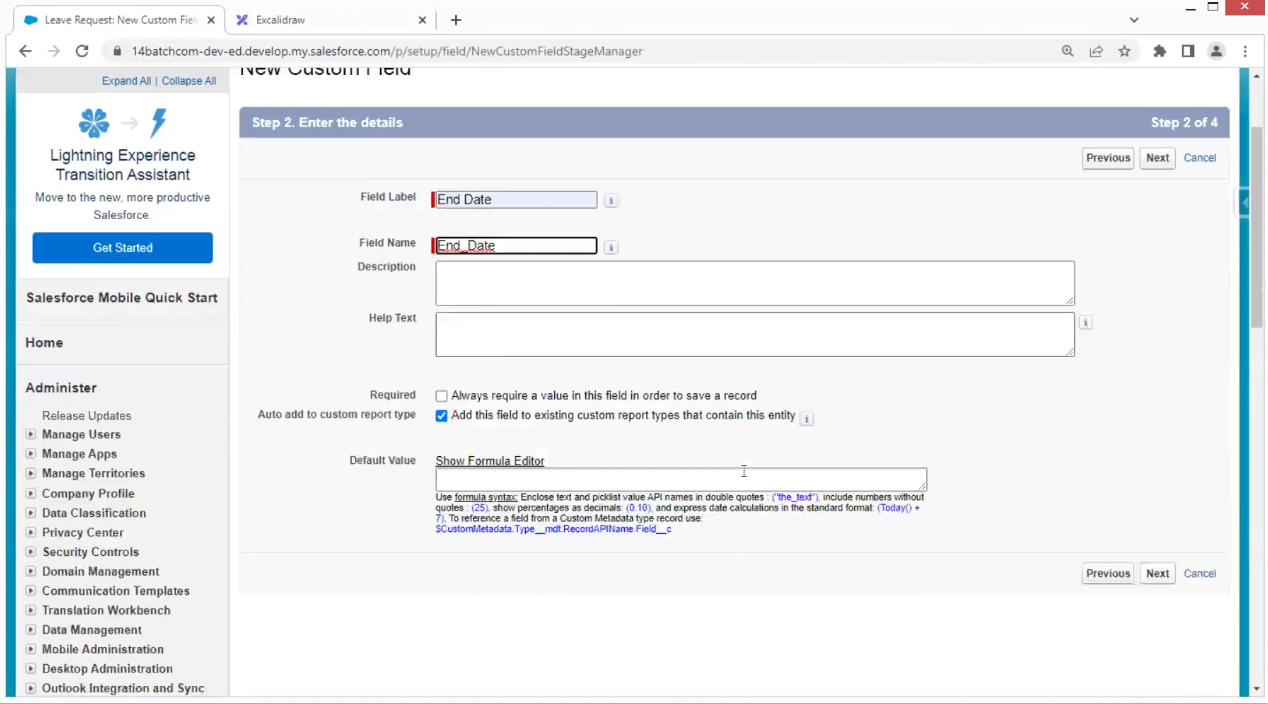 Leave Request: New Custom Fiel
Excalidraw
14batchcom-dev-ed.develop.my.salesforce.com/p/setup/field/NewCustomFieldStageManager
Expand All | Collapse All
Lightning Experience
Transition Assistant
Move to the new, more productive
Salesforce.
Get Started
Salesforce Mobile Quick Start
Home
Administer
Release Updates
Manage Users
Manage Apps
Manage Territories
Company Profile
Data Classification
Privacy Center
Security Controls
Domain Management
Communication Templates
Translation Workbench
Data Management
Mobile Administration
Desktop Administration
Outlook Integration and Sync
New Custom Field
Step 2. Enter the details
Step 2 of 4
Previous
Next
Cancel
Field Label
End Date
Field Name
End_Date
Description
Help Text
Required
Always require a value in this field in order to save a record
Auto add to custom report type
Add this field to existing custom report types that contain this entity
Default Value
Show Formula Editor
Use formula syntax: Enclose text and picklist value API names in double quotes : ("the_text"), include numbers without
quotes : (25), show percentages as decimals: (0.10), and express date calculations in the standard format: (Today() +
7). To reference a field from a Custom Metadata type record use:
$CustomMetadata.Type__mdt.RecordAPIName.Field__c
Previous
Next
Cancel